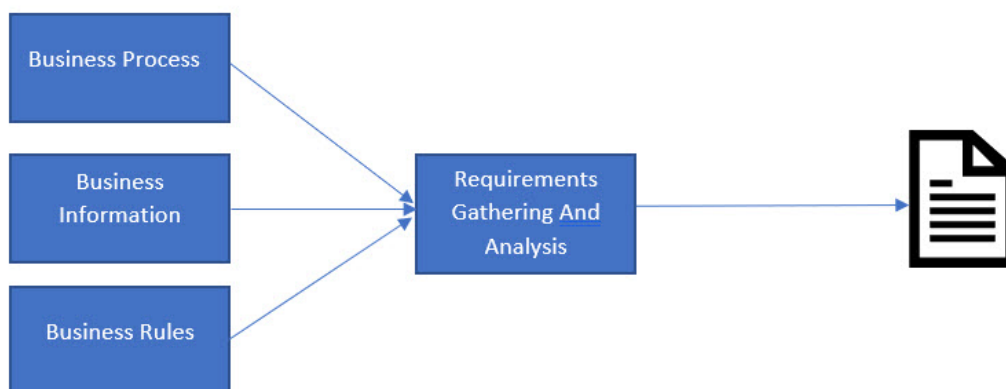 Business Process
Business
Information
Business Rules
Requirements
Gathering And
Analysis